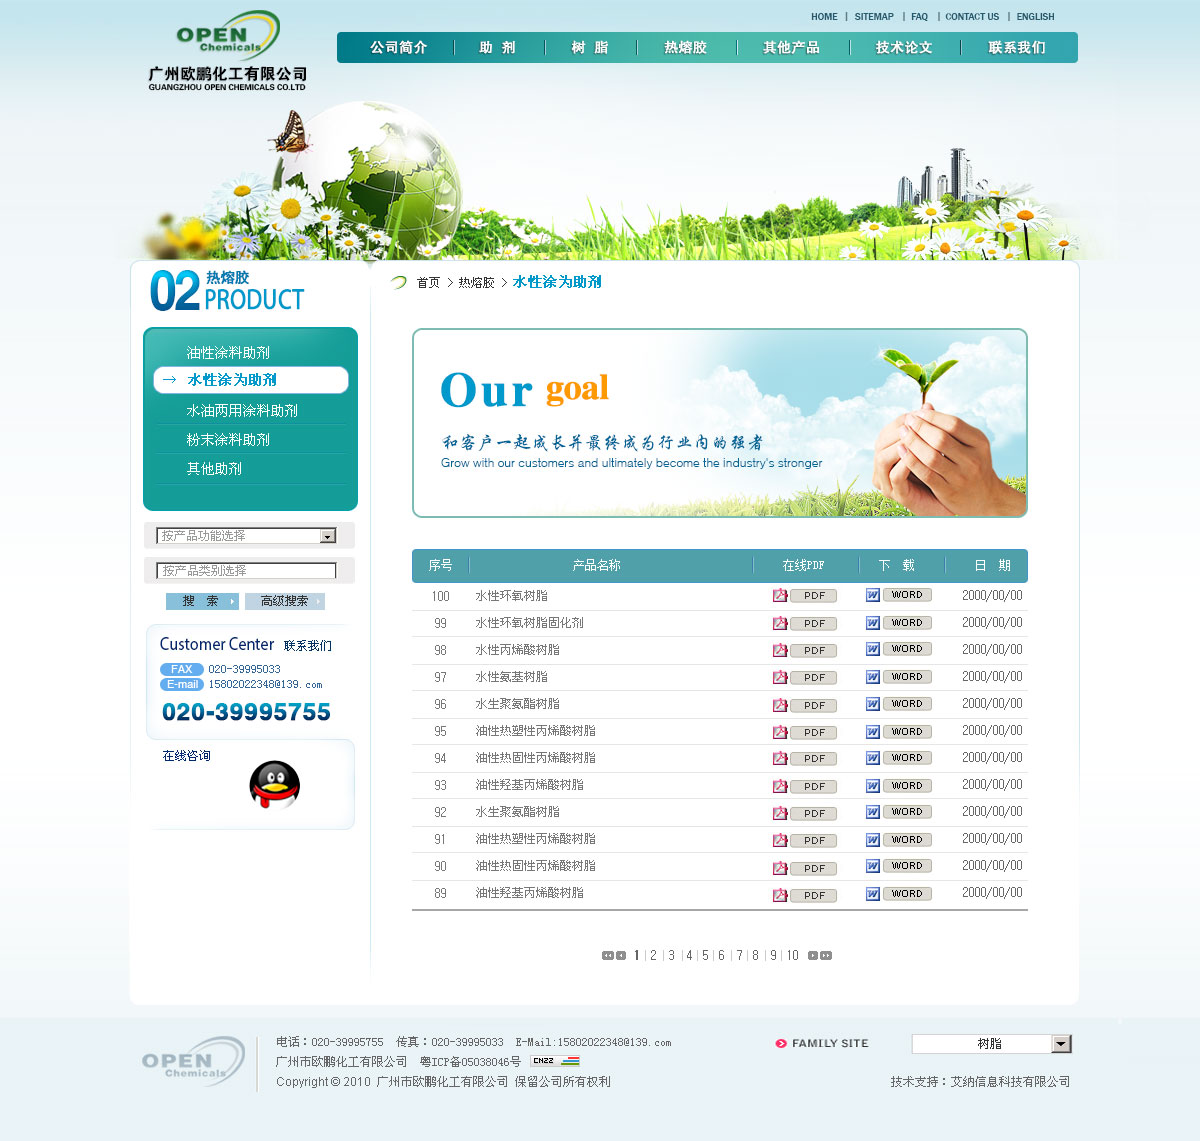 HOME | SITEMAP | FAQ | CONTACT US | ENGLISH
OPEN
Chemicals
广州欧鹏化工有限公司
GUANGZHOU OPEN CHEMICALS CO.LTD
公司简介 助 剂 树 脂 热熔胶 其他产品 技术论文 联系我们
02 热熔胶
PRODUCT
首页 > 热熔胶 > 水性涂为助剂
油性涂料助剂
→ 水性涂为助剂
水油两用涂料助剂
粉末涂料助剂
其他助剂
按产品功能选择
按产品类别选择
搜 索 高级搜索
Customer Center 联系我们
FAX 020-39995033
E-mail 15802022348@139.com
020-39995755
在线咨询
Our goal
和客户一起成长并最终成为行业内的强者
Grow with our customers and ultimately become the industry's stronger
序号 产品名称 在线PDF 下 载 日 期
100 水性环氧树脂 PDF WORD 2000/00/00
99 水性环氧树脂固化剂 PDF WORD 2000/00/00
98 水性丙烯酸树脂 PDF WORD 2000/00/00
97 水性氨基树脂 PDF WORD 2000/00/00
96 水生聚氨酯树脂 PDF WORD 2000/00/00
95 油性热塑性丙烯酸树脂 PDF WORD 2000/00/00
94 油性热固性丙烯酸树脂 PDF WORD 2000/00/00
93 油性羟基丙烯酸树脂 PDF WORD 2000/00/00
92 水生聚氨酯树脂 PDF WORD 2000/00/00
91 油性热塑性丙烯酸树脂 PDF WORD 2000/00/00
90 油性热固性丙烯酸树脂 PDF WORD 2000/00/00
89 油性羟基丙烯酸树脂 PDF WORD 2000/00/00
1 | 2 | 3 | 4 | 5 | 6 | 7 | 8 | 9 | 10
OPEN
Chemicals
电话：020-39995755 传真：020-39995033 E-Mail:15802022348@139.com
广州市欧鹏化工有限公司 粤ICP备05038046号 CNZZ
Copyright © 2010 广州市欧鹏化工有限公司 保留公司所有权利
FAMILY SITE 树脂
技术支持：艾纳信息科技有限公司